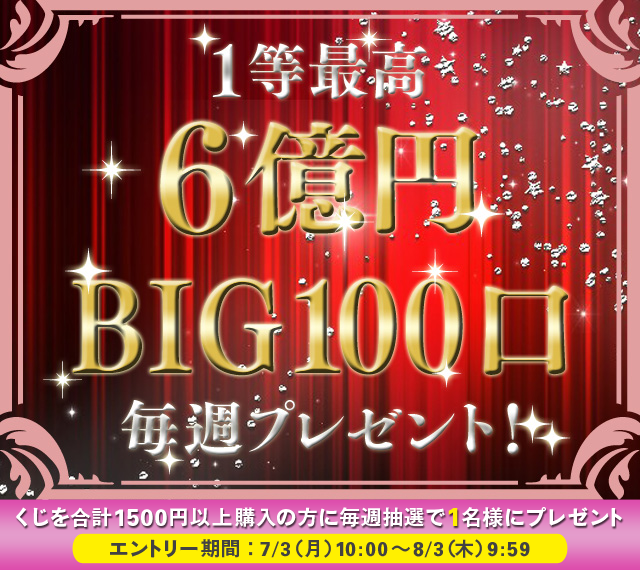 1等最高
6億円
BIG100口
毎週プレゼント!
くじを合計1500円以上購入の方に毎週抽選で1名様にプレゼント
エントリー期間：7/3(月)10:00～8/3(木)9:59